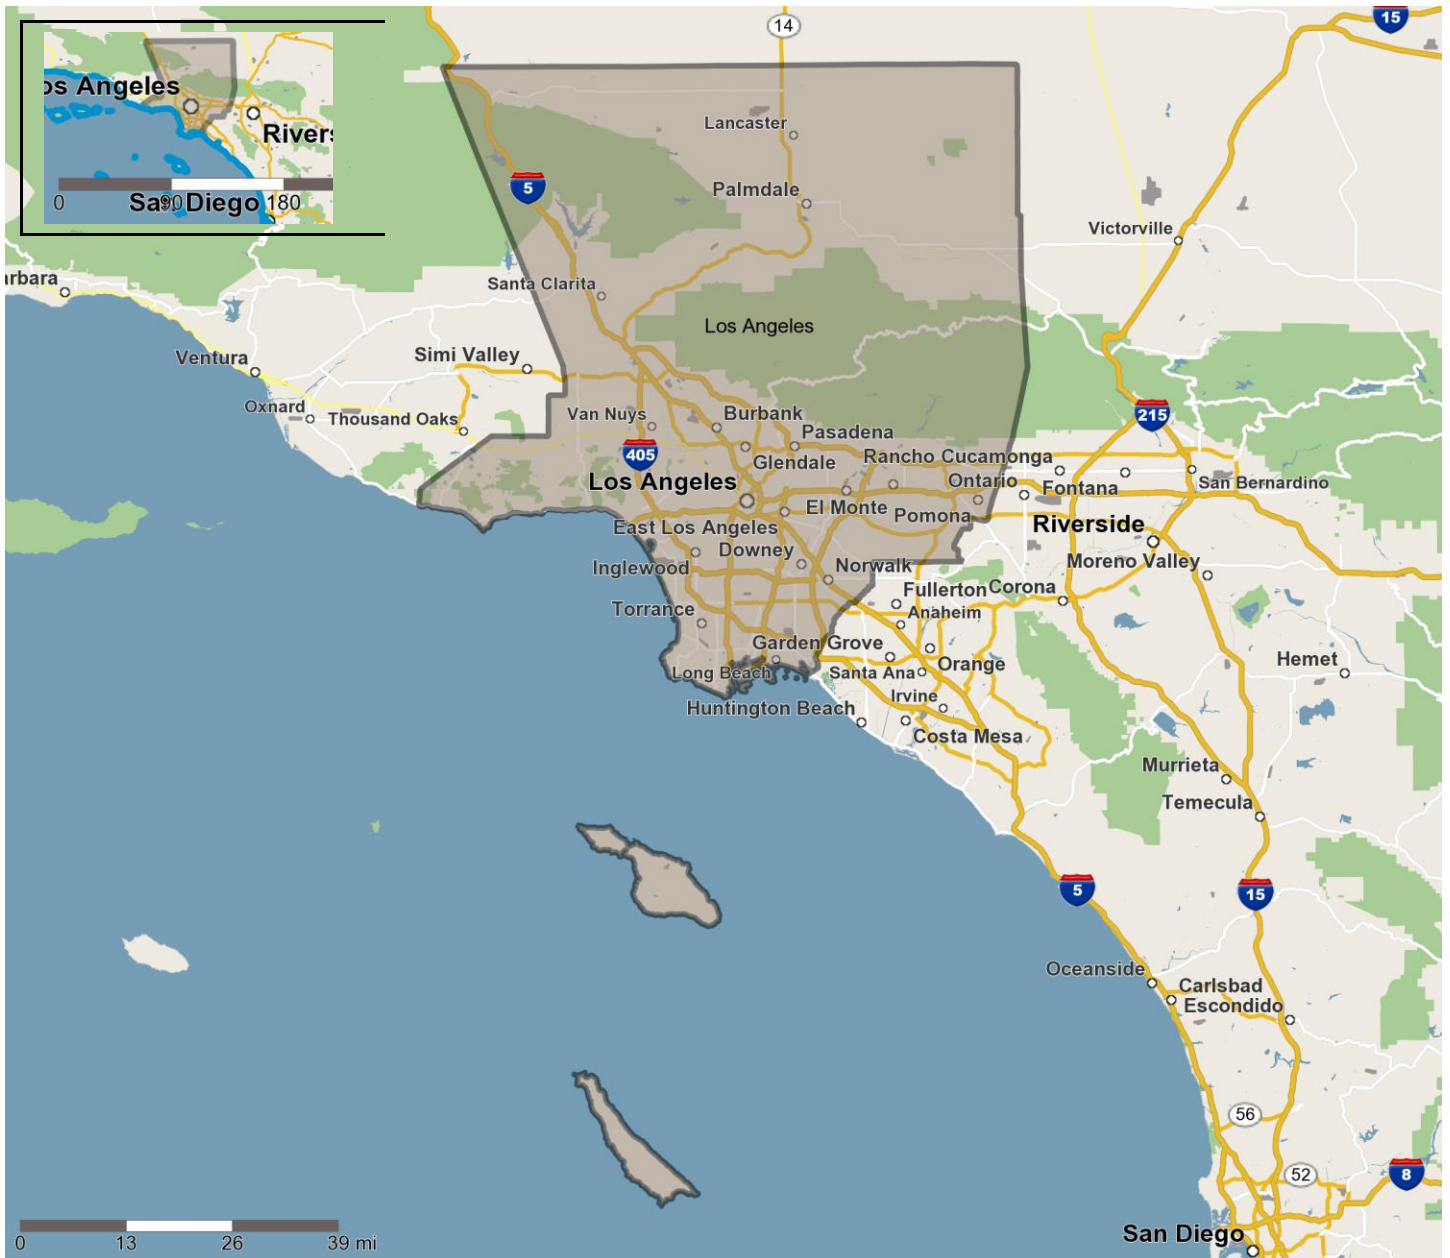 14
15
os Angeles
Rivers
0 90 180
San Diego
Lancaster
5
Palmdale
Victorville
arbara
Santa Clarita
Los Angeles
Ventura
Simi Valley
Oxnard
Thousand Oaks
Van Nuys
Burbank
215
Pasadena
405
Glendale
Rancho Cucamonga
Los Angeles
Ontario
Fontana
San Bernardino
El Monte
Pomona
East Los Angeles
Riverside
Downey
Moreno Valley
Inglewood
Norwalk
Fullerton
Corona
Torrance
Anaheim
Garden Grove
Orange
Hemet
Long Beach
Santa Ana
Irvine
Huntington Beach
Costa Mesa
Murrieta
Temecula
5
15
Oceanside
Carlsbad
Escondido
56
52
8
San Diego
0 13 26 39 mi